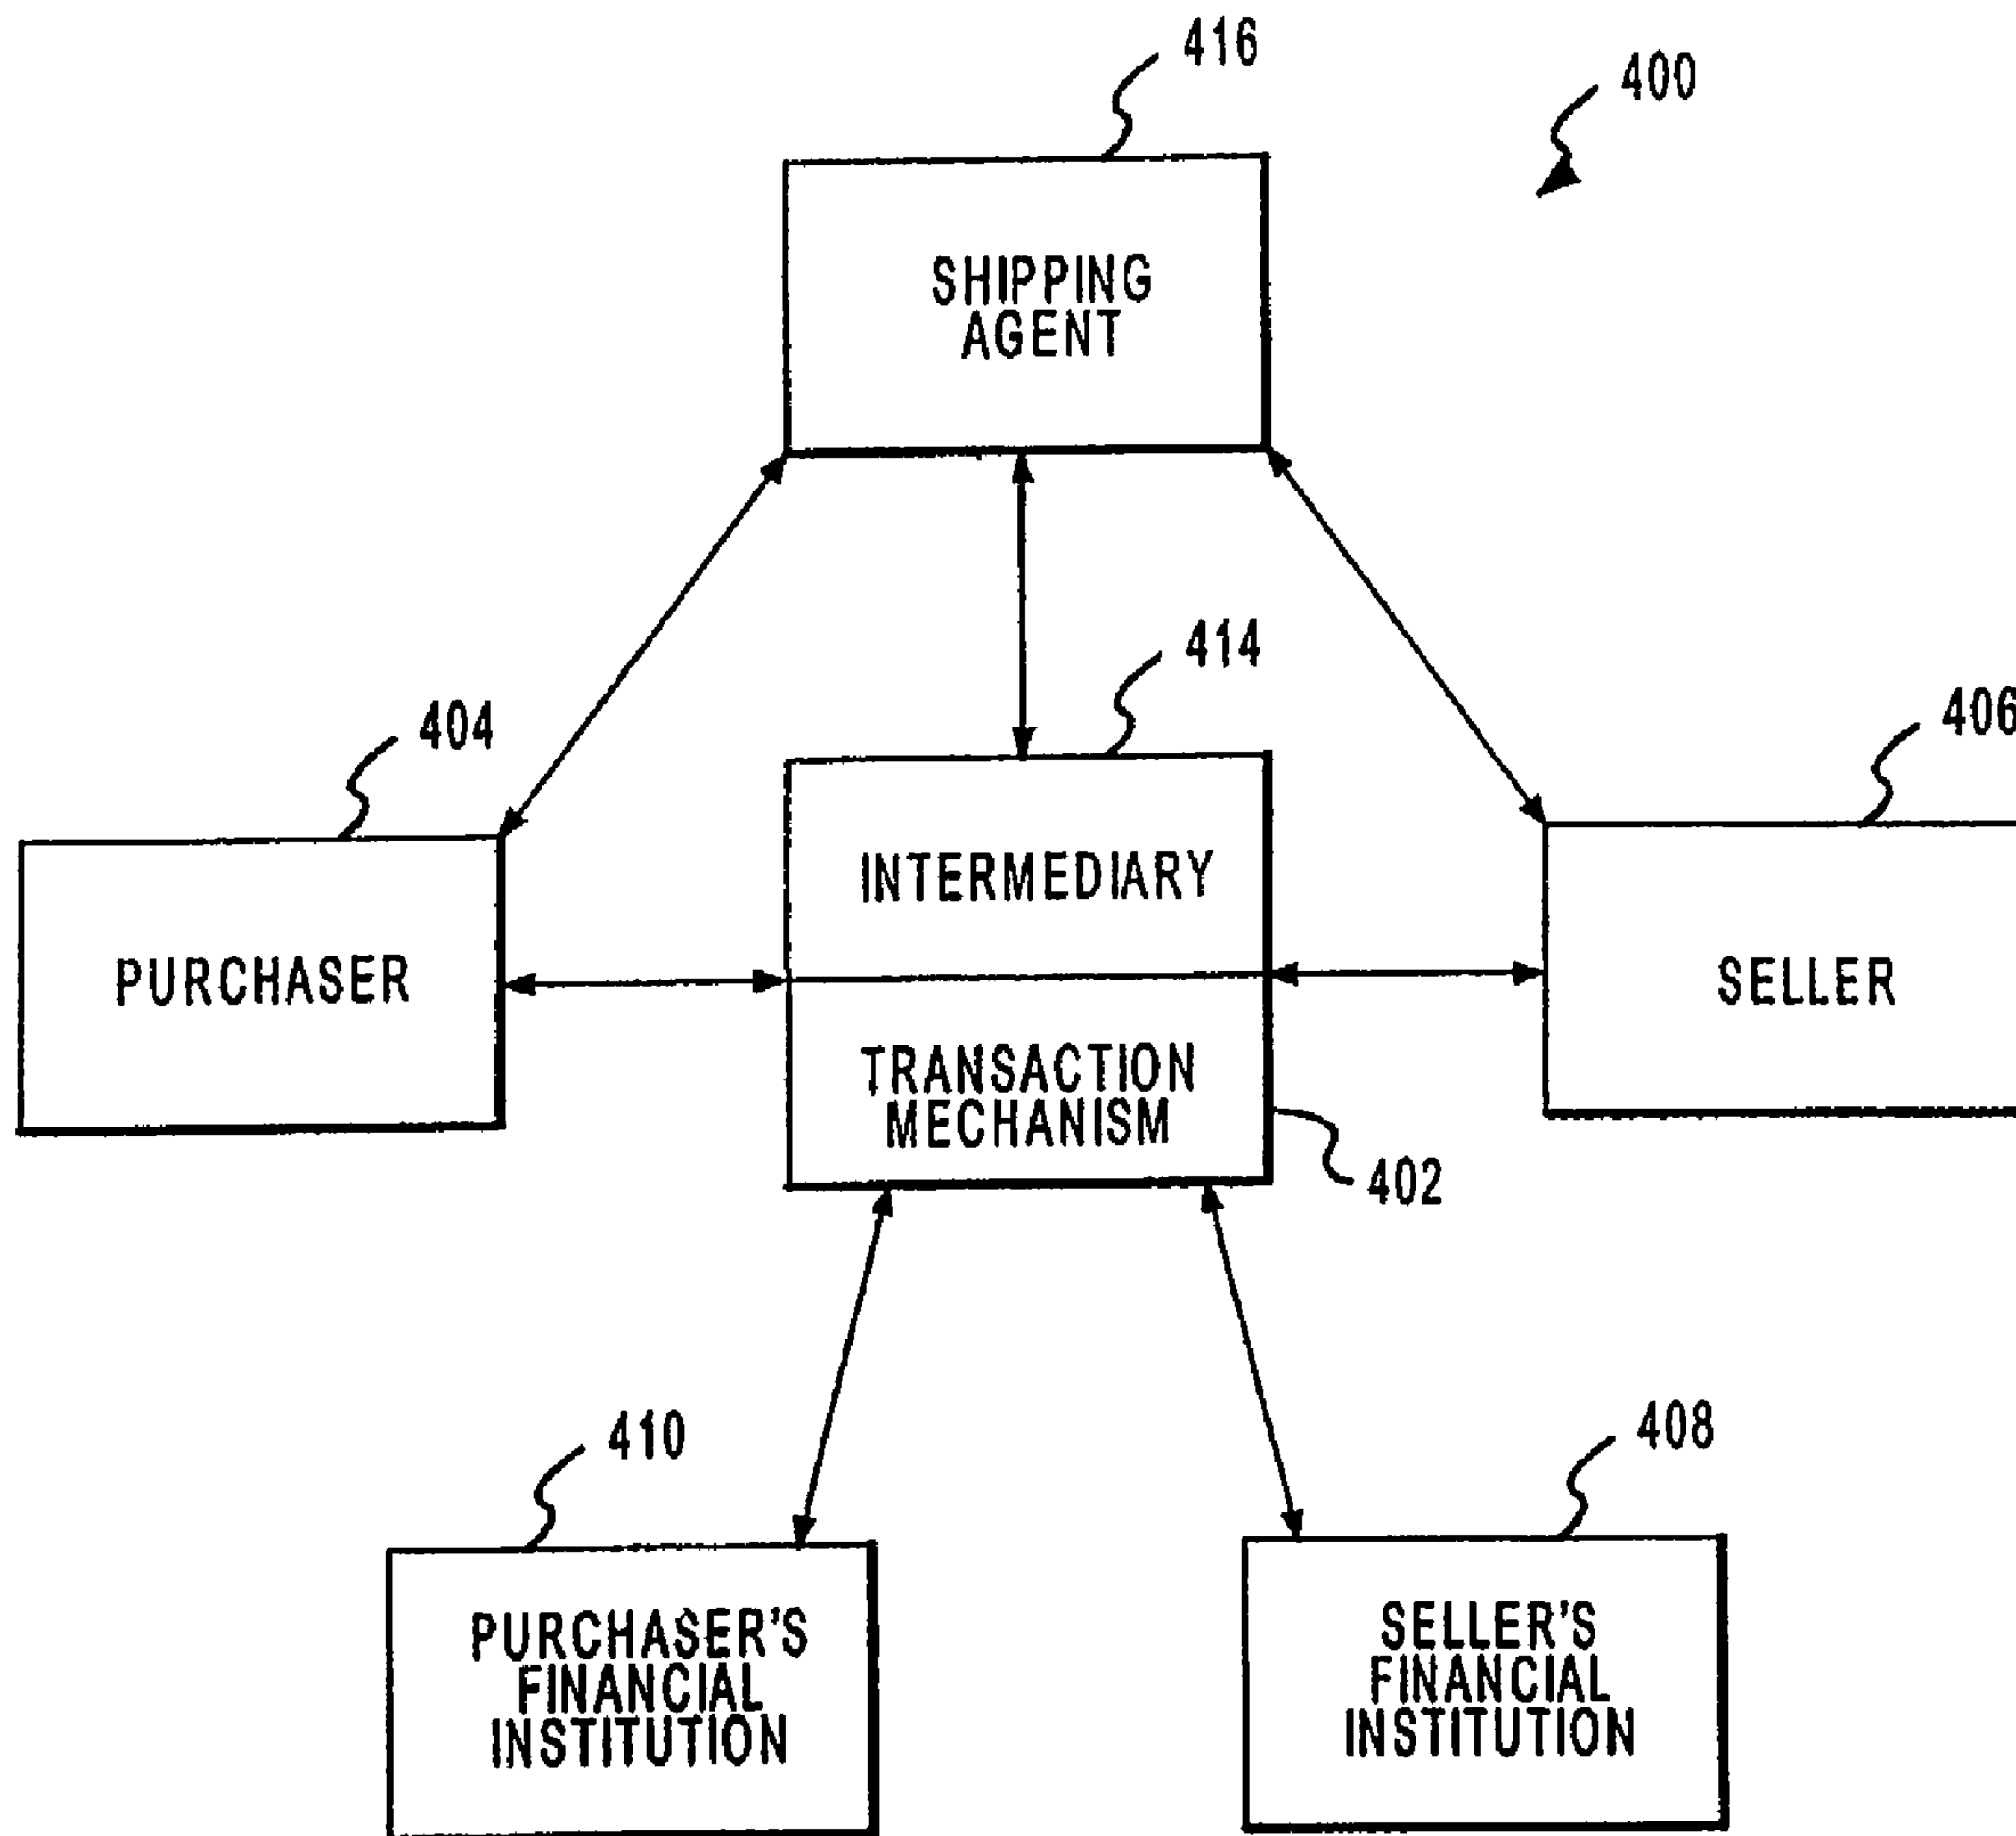 416
400
SHIPPING
AGENT
414
404
406
INTERMEDIARY
PURCHASER
SELLER
TRANSACTION
MECHANISM
402
410
408
PURCHASER'S
FINANCIAL
INSTITUTION
SELLER'S
FINANCIAL
INSTITUTION